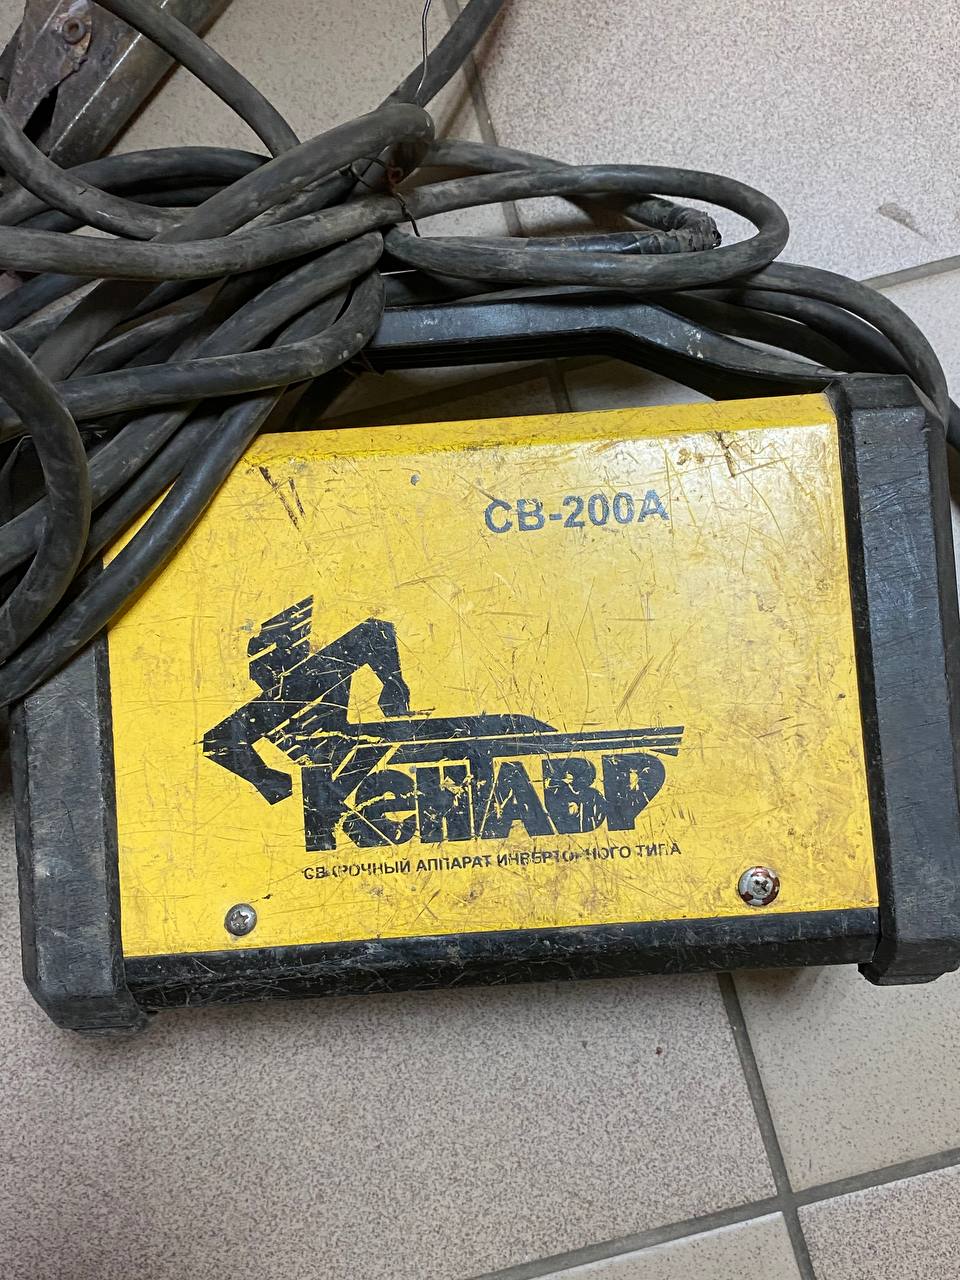 СВ-200А
КЕНТАВР
СВАРОЧНЫЙ АППАРАТ ИНВЕРТОРНОГО ТИПА